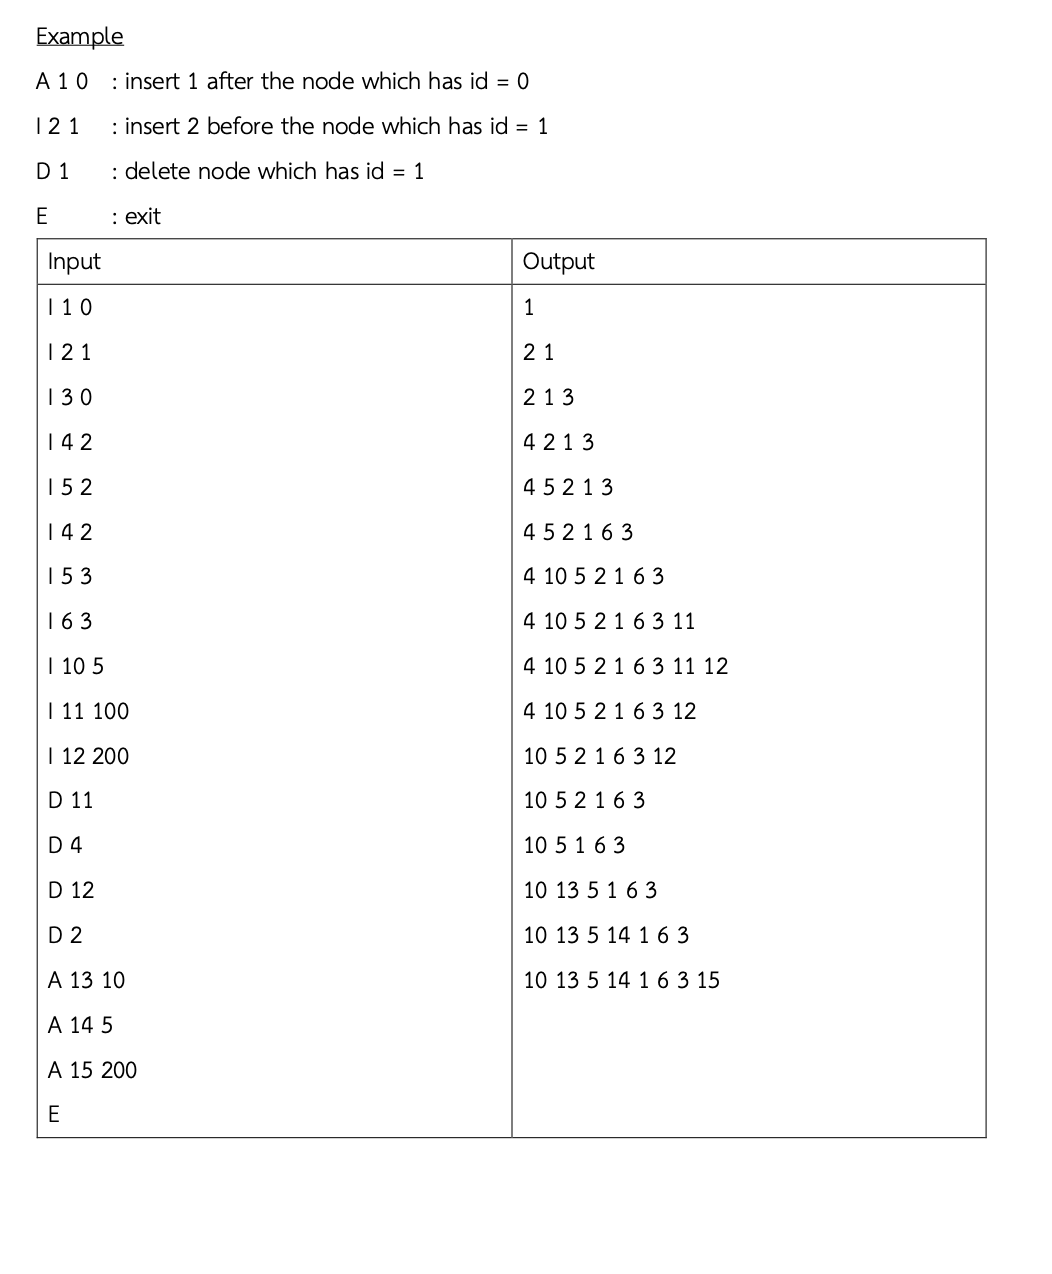 Example
A 1 0 : insert 1 after the node which has id = 0
I 2 1 : insert 2 before the node which has id = 1
D 1 : delete node which has id = 1
E : exit
Input Output
I 1 0 1
I 2 1 2 1
I 3 0 2 1 3
I 4 2 4 2 1 3
I 5 2 4 5 2 1 3
I 4 2 4 5 2 1 6 3
I 5 3 4 10 5 2 1 6 3
I 6 3 4 10 5 2 1 6 3 11
I 10 5 4 10 5 2 1 6 3 11 12
I 11 100 4 10 5 2 1 6 3 12
I 12 200 10 5 2 1 6 3 12
D 11 10 5 2 1 6 3
D 4 10 5 1 6 3
D 12 10 13 5 1 6 3
D 2 10 13 5 14 1 6 3
A 13 10 10 13 5 14 1 6 3 15
A 14 5
A 15 200
E